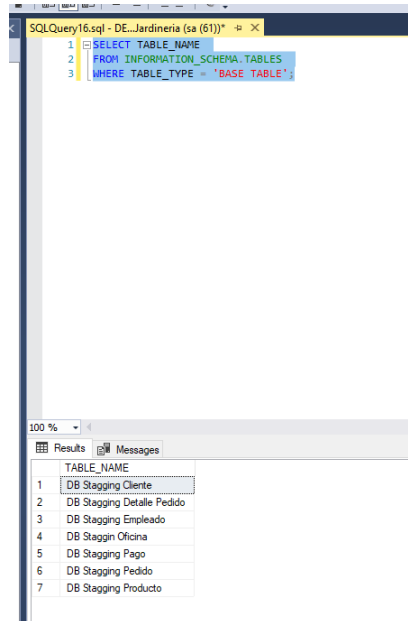 SQLQuery16.sql - DE...Jardineria (sa (61))*
1 SELECT TABLE_NAME
2 FROM INFORMATION_SCHEMA.TABLES
3 WHERE TABLE_TYPE = 'BASE TABLE';
100 %
Results Messages
TABLE_NAME
1 DB Stagging Cliente
2 DB Stagging Detalle Pedido
3 DB Stagging Empleado
4 DB Staggin Oficina
5 DB Stagging Pago
6 DB Stagging Pedido
7 DB Stagging Producto